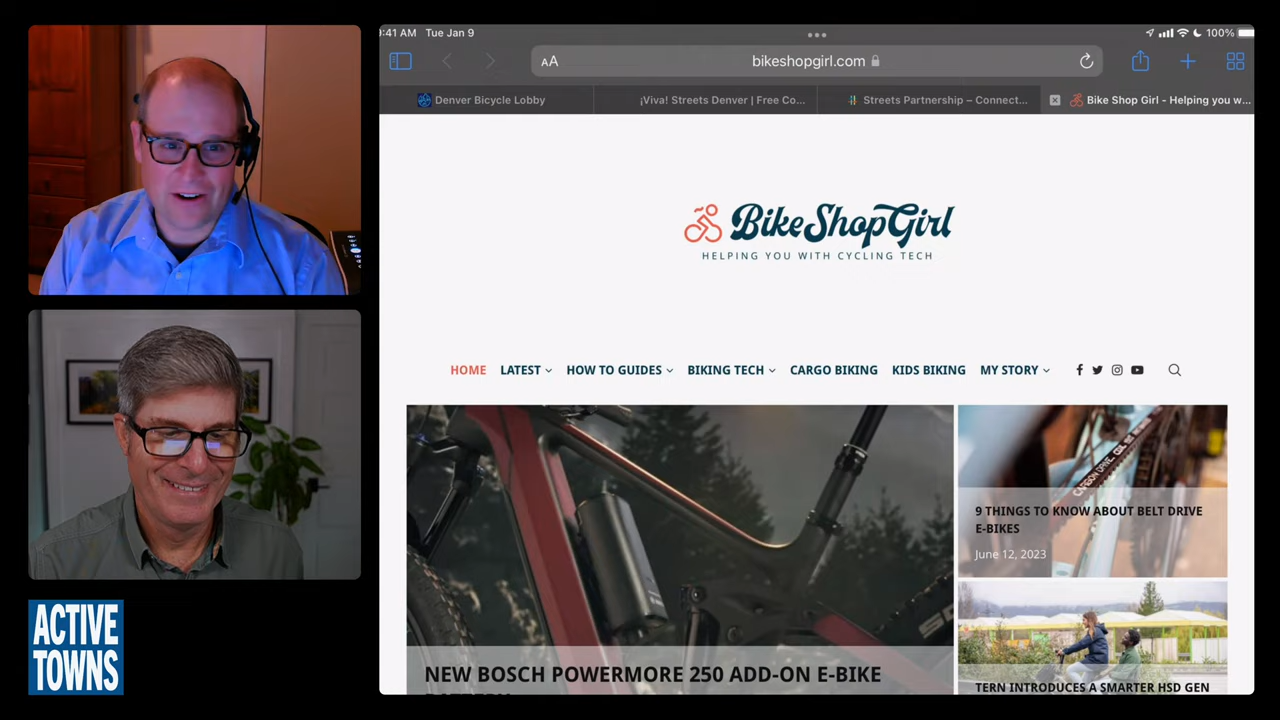 :41 AM Tue Jan 9
100%
AA
bikeshopgirl.com
Denver Bicycle Lobby
¡Viva! Streets Denver | Free Co...
Streets Partnership – Connect...
Bike Shop Girl - Helping you w...
BikeShopGirl
HELPING YOU WITH CYCLING TECH
HOME LATEST HOW TO GUIDES BIKING TECH CARGO BIKING KIDS BIKING MY STORY
CARBON DRIVE
9 THINGS TO KNOW ABOUT BELT DRIVE
E-BIKES
June 12, 2023
NEW BOSCH POWERMORE 250 ADD-ON E-BIKE
TERN INTRODUCES A SMARTER HSD GEN
ACTIVE
TOWNS